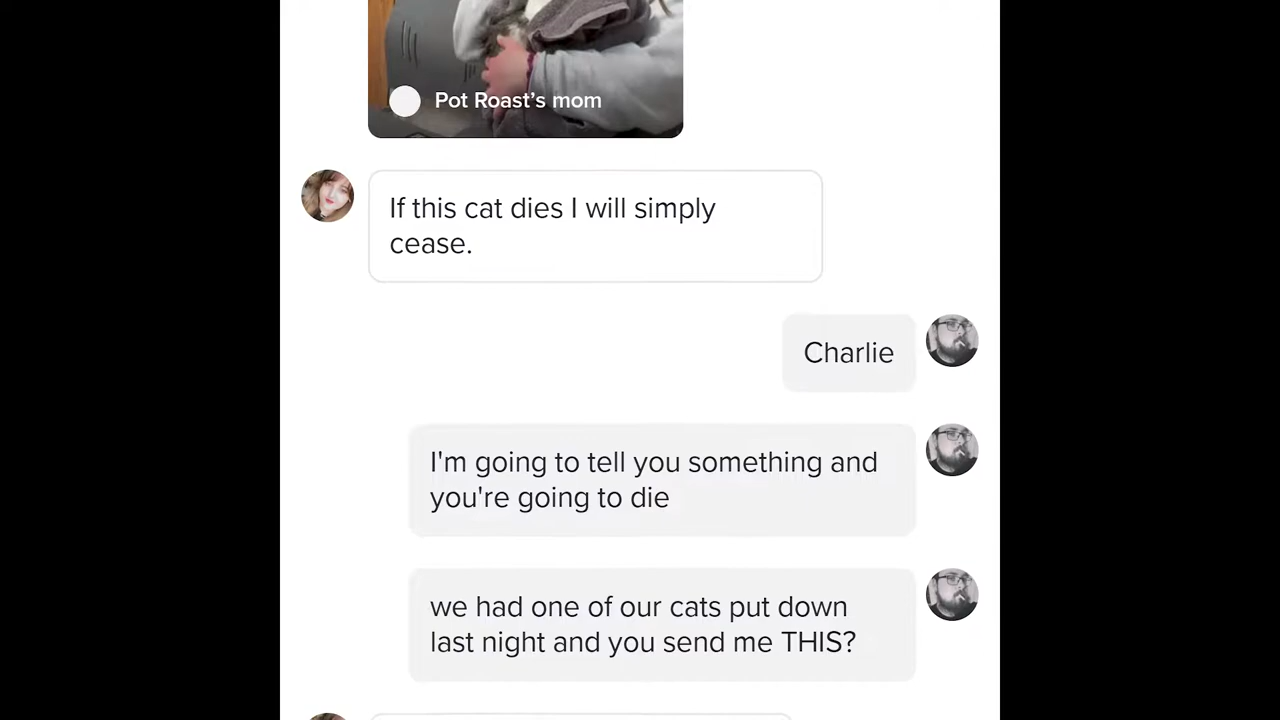 Pot Roast’s mom
If this cat dies I will simply
cease.
Charlie
I'm going to tell you something and
you're going to die
we had one of our cats put down
last night and you send me THIS?